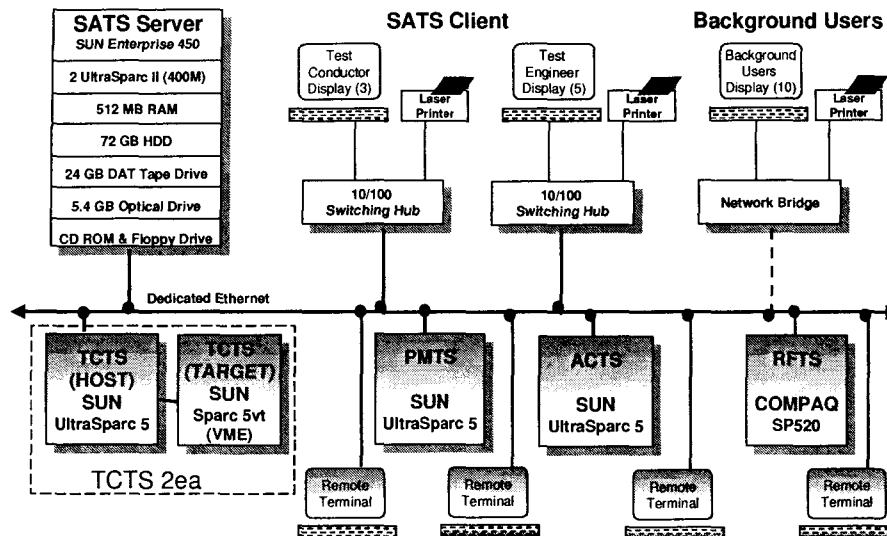 SATS Server
SUN Enterprise 450
2 UltraSparc II (400M)
512 MB RAM
72 GB HDD
24 GB DAT Tape Drive
5.4 GB Optical Drive
CD ROM & Floppy Drive
SATS Client
Test
Conductor
Display (3)
Laser
Printer
10/100
Switching Hub
Test
Engineer
Display (5)
Laser
Printer
10/100
Switching Hub
Background Users
Background
Users
Display (10)
Laser
Printer
Network Bridge
Dedicated Ethernet
TCTS
(HOST)
SUN
UltraSparc 5
TCTS
(TARGET)
SUN
Sparc 5vt
(VME)
TCTS 2ea
PMTS
SUN
UltraSparc 5
ACTS
SUN
UltraSparc 5
RFTS
COMPAQ
SP520
Remote
Terminal
Remote
Terminal
Remote
Terminal
Remote
Terminal